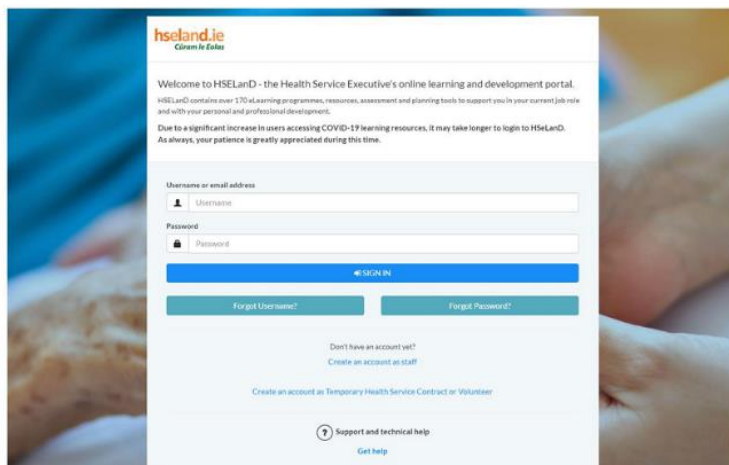 hseland.ie
Cúram le Eolas
Welcome to HSELanD - the Health Service Executive's online learning and development portal.
HSELanD contains over 170 eLearning programmes, resources, assessment and planning tools to support you in your current job role
and with your personal and professional development.
Due to a significant increase in users accessing COVID-19 learning resources, it may take longer to login to HSeLanD.
As always, your patience is greatly appreciated during this time.
Username or email address
Username
Password
Password
SIGN IN
Forgot Username?
Forgot Password?
Don't have an account yet?
Create an account as staff
Create an account as Temporary Health Service Contract or Volunteer
? Support and technical help
Get help